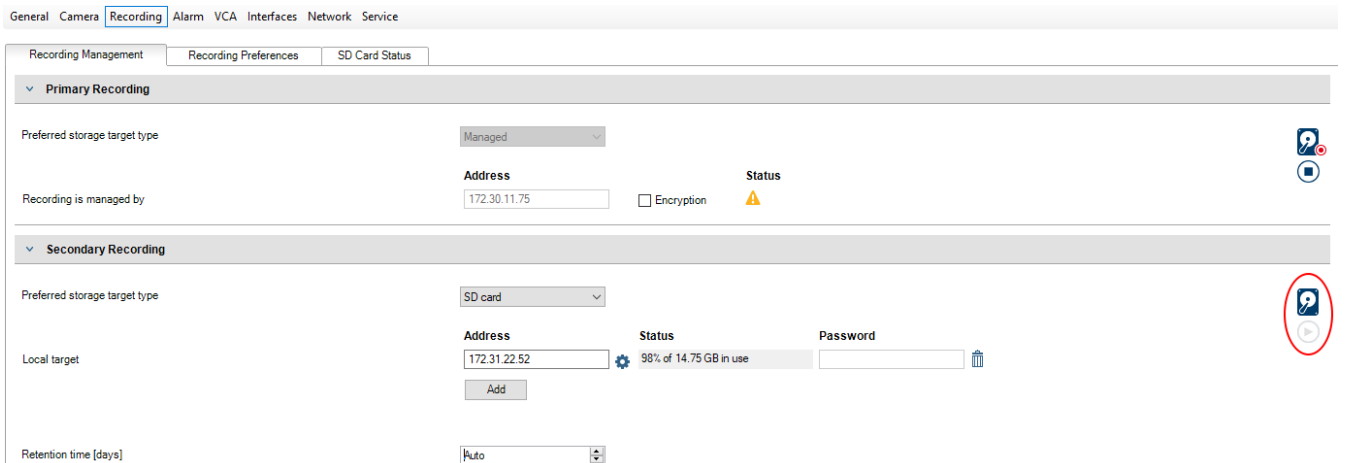 General Camera Recording Alarm VCA Interfaces Network Service
Recording Management Recording Preferences SD Card Status
Primary Recording
Preferred storage target type Managed
Address Status
Recording is managed by 172.30.11.75 Encryption
Secondary Recording
Preferred storage target type SD card
Address Status Password
Local target 172.31.22.52 98% of 14.75 GB in use
Add
Retention time [days] Auto